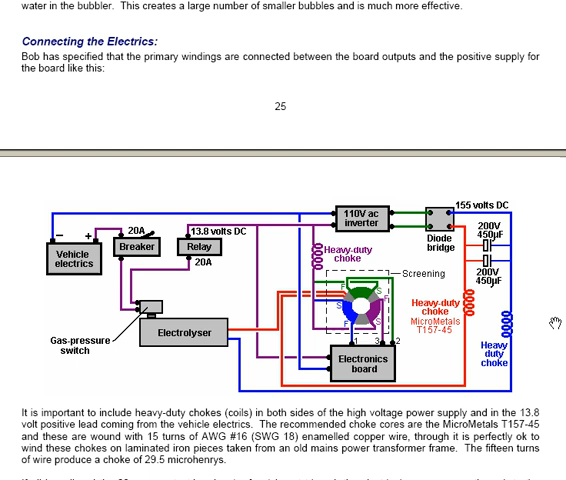 water in the bubbler.  This creates a large number of smaller bubbles and is much more effective.
Connecting the Electrics:
Bob has specified that the primary windings are connected between the board outputs and the positive supply for
the board like this:
25
110V ac
inverter
155 volts DC
Diode
bridge
200V
450µF
200V
450µF
20A
Breaker
13.8 volts DC
Relay
20A
– +
Vehicle
electrics
Heavy-duty
choke
Screening
F S
F
F S
Heavy-duty
choke
MicroMetals
T157-45
Gas-pressure
switch
Electrolyser
1 3 2
Electronics
board
Heavy
duty
choke
It is important to include heavy-duty chokes (coils) in both sides of the high voltage power supply and in the 13.8
volt positive lead coming from the vehicle electrics.  The recommended choke cores are the MicroMetals T157-45
and these are wound with 15 turns of AWG #16 (SWG 18) enamelled copper wire, through it is perfectly ok to
wind these chokes on laminated iron pieces taken from an old mains power transformer frame.  The fifteen turns
of wire produce a choke of 29.5 microhenrys.